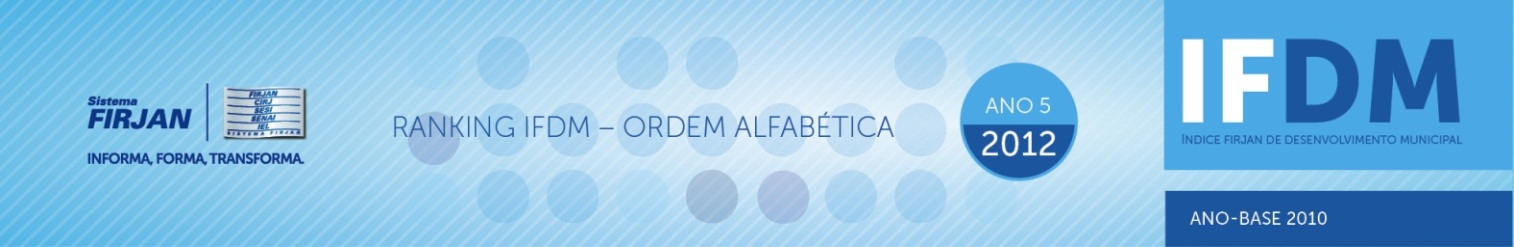 Sistema
FIRJAN
FIRJAN
CIRJ
SESI
SENAI
IEL
SISTEMA FIRJAN
INFORMA, FORMA, TRANSFORMA.
RANKING IFDM – ORDEM ALFABÉTICA
ANO 5
2012
IFDM
ÍNDICE FIRJAN DE DESENVOLVIMENTO MUNICIPAL
ANO-BASE 2010